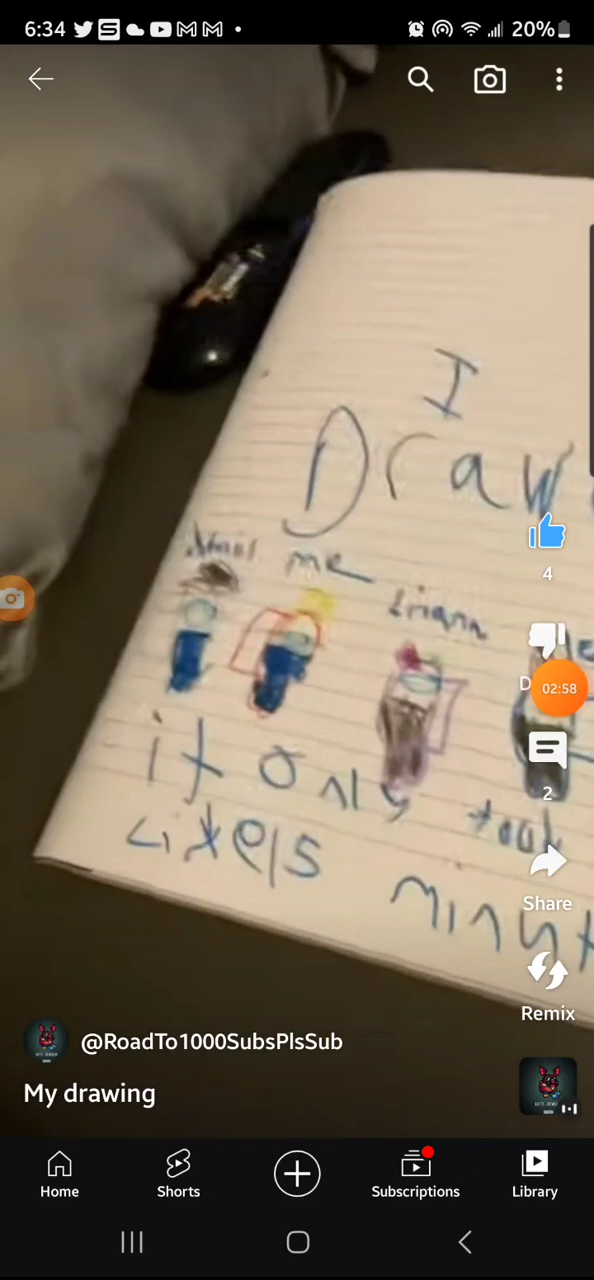 6:34 20%
I
Draw
me
4
02:58
it only took
2
Share
Remix
@RoadTo1000SubsPlsSub
My drawing
Home Shorts Subscriptions Library